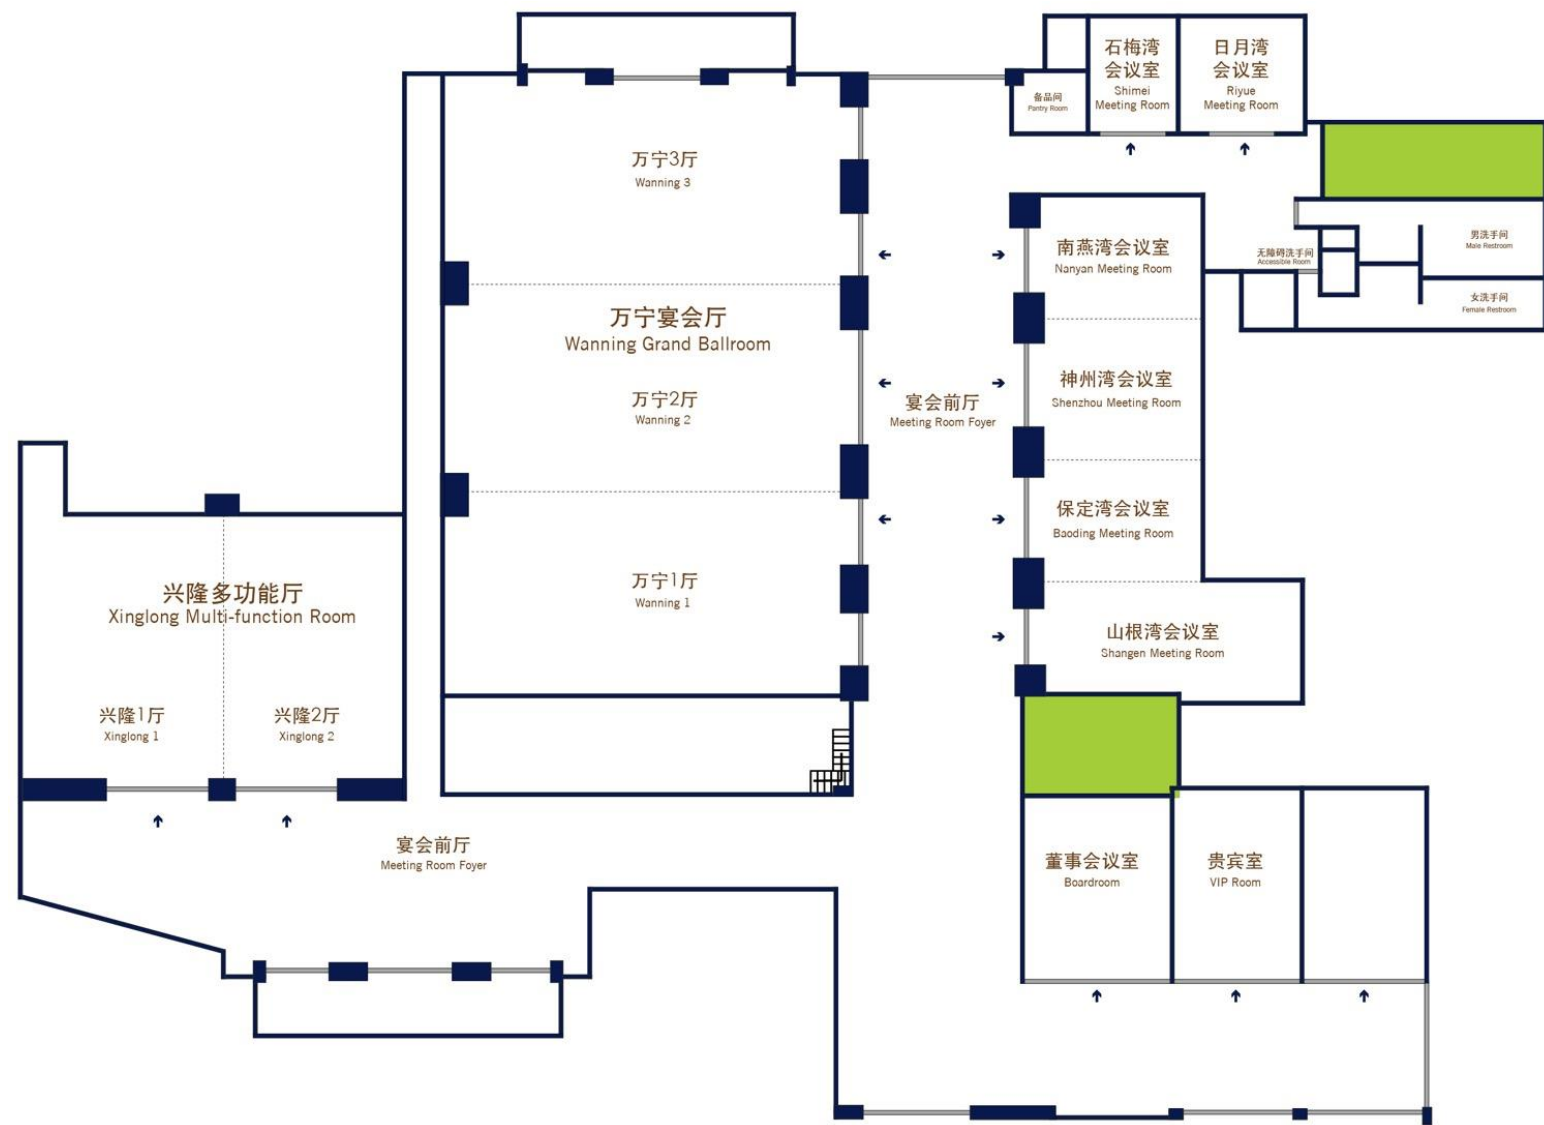 石梅湾
会议室
Shimei
Meeting Room
日月湾
会议室
Riyue
Meeting Room
备品间
Pantry Room
万宁3厅
Wanning 3
南燕湾会议室
Nanyan Meeting Room
无障碍洗手间
Accessible Room
男洗手间
Male Restroom
女洗手间
Female Restroom
万宁宴会厅
Wanning Grand Ballroom
万宁2厅
Wanning 2
宴会前厅
Meeting Room Foyer
神州湾会议室
Shenzhou Meeting Room
保定湾会议室
Baoding Meeting Room
万宁1厅
Wanning 1
兴隆多功能厅
Xinglong Multi-function Room
山根湾会议室
Shangen Meeting Room
兴隆1厅
Xinglong 1
兴隆2厅
Xinglong 2
宴会前厅
Meeting Room Foyer
董事会议室
Boardroom
贵宾室
VIP Room